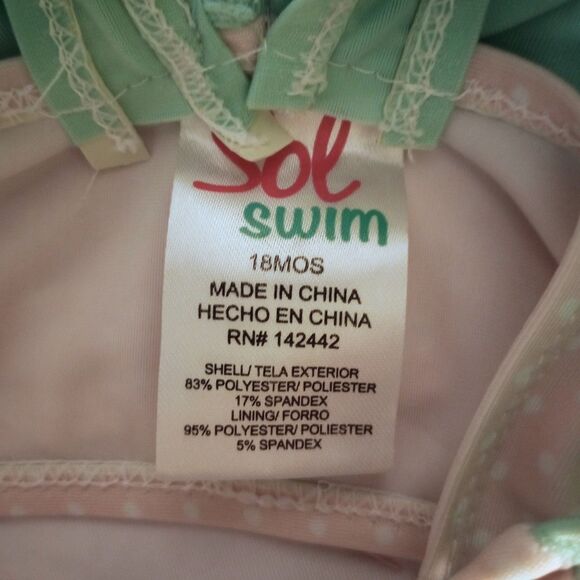 Sol
swim
18MOS
MADE IN CHINA
HECHO EN CHINA
RN# 142442
SHELL/ TELA EXTERIOR
83% POLYESTER/ POLIESTER
17% SPANDEX
LINING/ FORRO
95% POLYESTER/ POLIESTER
5% SPANDEX